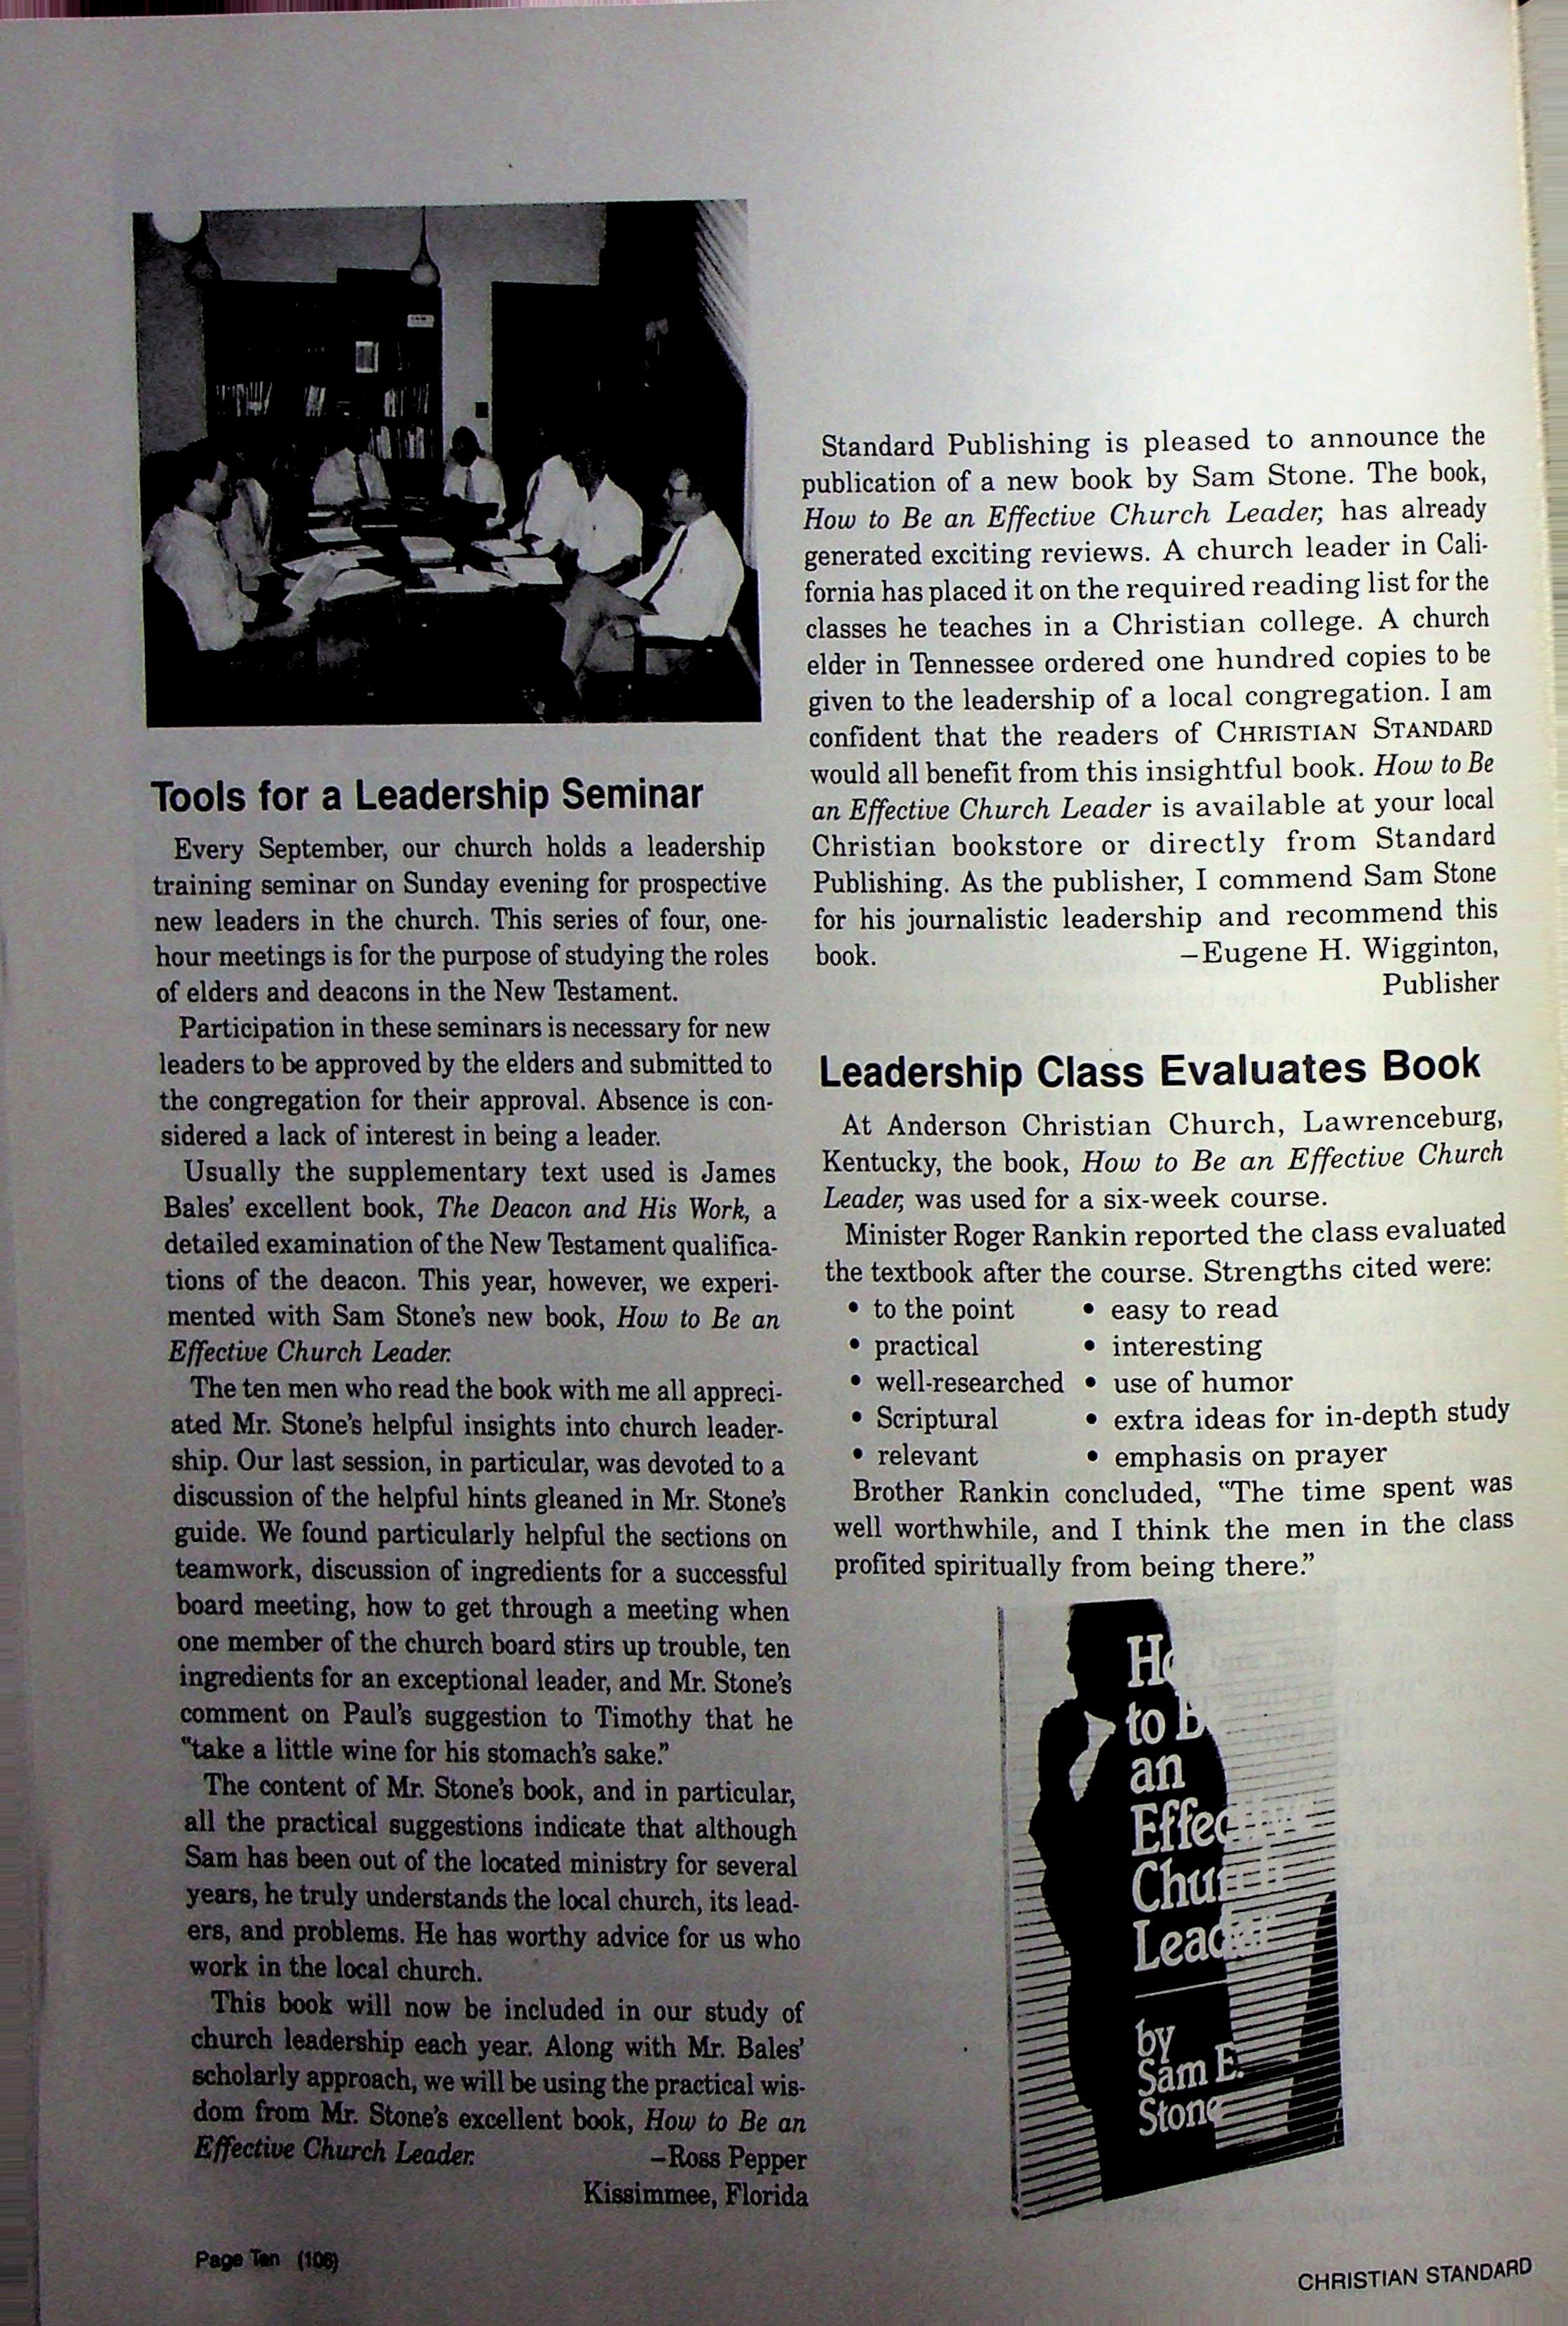 Tools for a Leadership Seminar
Every September, our church holds a leadership
training seminar on Sunday evening for prospective
new leaders in the church. This series of four, one-
hour meetings is for the purpose of studying the roles
of elders and deacons in the New Testament.
Participation in these seminars is necessary for new
leaders to be approved by the elders and submitted to
the congregation for their approval. Absence is con-
sidered a lack of interest in being a leader.
Usually the supplementary text used is James
Bales' excellent book, The Deacon and His Work, a
detailed examination of the New Testament qualifica-
tions of the deacon. This year, however, we experi-
mented with Sam Stone's new book, How to Be an
Effective Church Leader.
The ten men who read the book with me all appreci-
ated Mr. Stone's helpful insights into church leader-
ship. Our last session, in particular, was devoted to a
discussion of the helpful hints gleaned in Mr. Stone's
guide. We found particularly helpful the sections on
teamwork, discussion of ingredients for a successful
board meeting, how to get through a meeting when
one member of the church board stirs up trouble, ten
ingredients for an exceptional leader, and Mr. Stone's
comment on Paul's suggestion to Timothy that he
"take a little wine for his stomach's sake."
The content of Mr. Stone's book, and in particular,
all the practical suggestions indicate that although
Sam has been out of the located ministry for several
years, he truly understands the local church, its lead-
ers, and problems. He has worthy advice for us who
work in the local church.
This book will now be included in our study of
church leadership each year. Along with Mr. Bales'
scholarly approach, we will be using the practical wis-
dom from Mr. Stone's excellent book, How to Be an
Effective Church Leader. —Ross Pepper
Kissimmee, Florida
Standard Publishing is pleased to announce the
publication of a new book by Sam Stone. The book,
How to Be an Effective Church Leader, has already
generated exciting reviews. A church leader in Cali-
fornia has placed it on the required reading list for the
classes he teaches in a Christian college. A church
elder in Tennessee ordered one hundred copies to be
given to the leadership of a local congregation. I am
confident that the readers of CHRISTIAN STANDARD
would all benefit from this insightful book. How to Be
an Effective Church Leader is available at your local
Christian bookstore or directly from Standard
Publishing. As the publisher, I commend Sam Stone
for his journalistic leadership and recommend this
book. —Eugene H. Wigginton,
Publisher
Leadership Class Evaluates Book
At Anderson Christian Church, Lawrenceburg,
Kentucky, the book, How to Be an Effective Church
Leader, was used for a six-week course.
Minister Roger Rankin reported the class evaluated
the textbook after the course. Strengths cited were:
• to the point • easy to read
• practical • interesting
• well-researched • use of humor
• Scriptural • extra ideas for in-depth study
• relevant • emphasis on prayer
Brother Rankin concluded, "The time spent was
well worthwhile, and I think the men in the class
profited spiritually from being there."
How
to Be
an
Effective
Church
Leader
by
Sam E.
Stone
Page Ten (106)
CHRISTIAN STANDARD